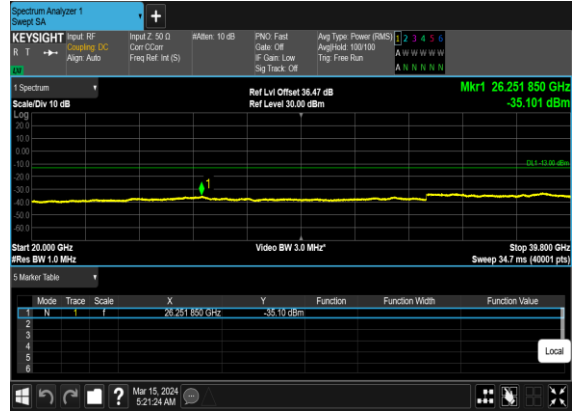 Spectrum Analyzer 1
Swept SA
+
KEYSIGHT
R T
LW
Input: RF
Coupling: DC
Align: Auto
Input Z: 50 Ω
Corr CCorr
Freq Ref: Int (S)
#Atten: 10 dB
PNO: Fast
Gate: Off
IF Gain: Low
Sig Track: Off
Avg Type: Power (RMS)
Avg|Hold: 100/100
Trig: Free Run
1 2 3 4 5 6
A W W W W W
A N N N N N
1 Spectrum
Scale/Div 10 dB
Ref Lvl Offset 36.47 dB
Ref Level 30.00 dBm
Mkr1 26.251 850 GHz
-35.101 dBm
Log
20.0
10.0
0.00
-10.0
-20.0
-30.0
-40.0
-50.0
-60.0
1
DL1 -13.00 dBm
Start 20.000 GHz
#Res BW 1.0 MHz
Video BW 3.0 MHz*
Stop 39.800 GHz
Sweep 34.7 ms (40001 pts)
5 Marker Table
Mode Trace Scale X Y Function Function Width Function Value
1 N 1 f 26.251 850 GHz -35.10 dBm
2
3
4
5
6
Local
?
Mar 15, 2024
5:21:24 AM